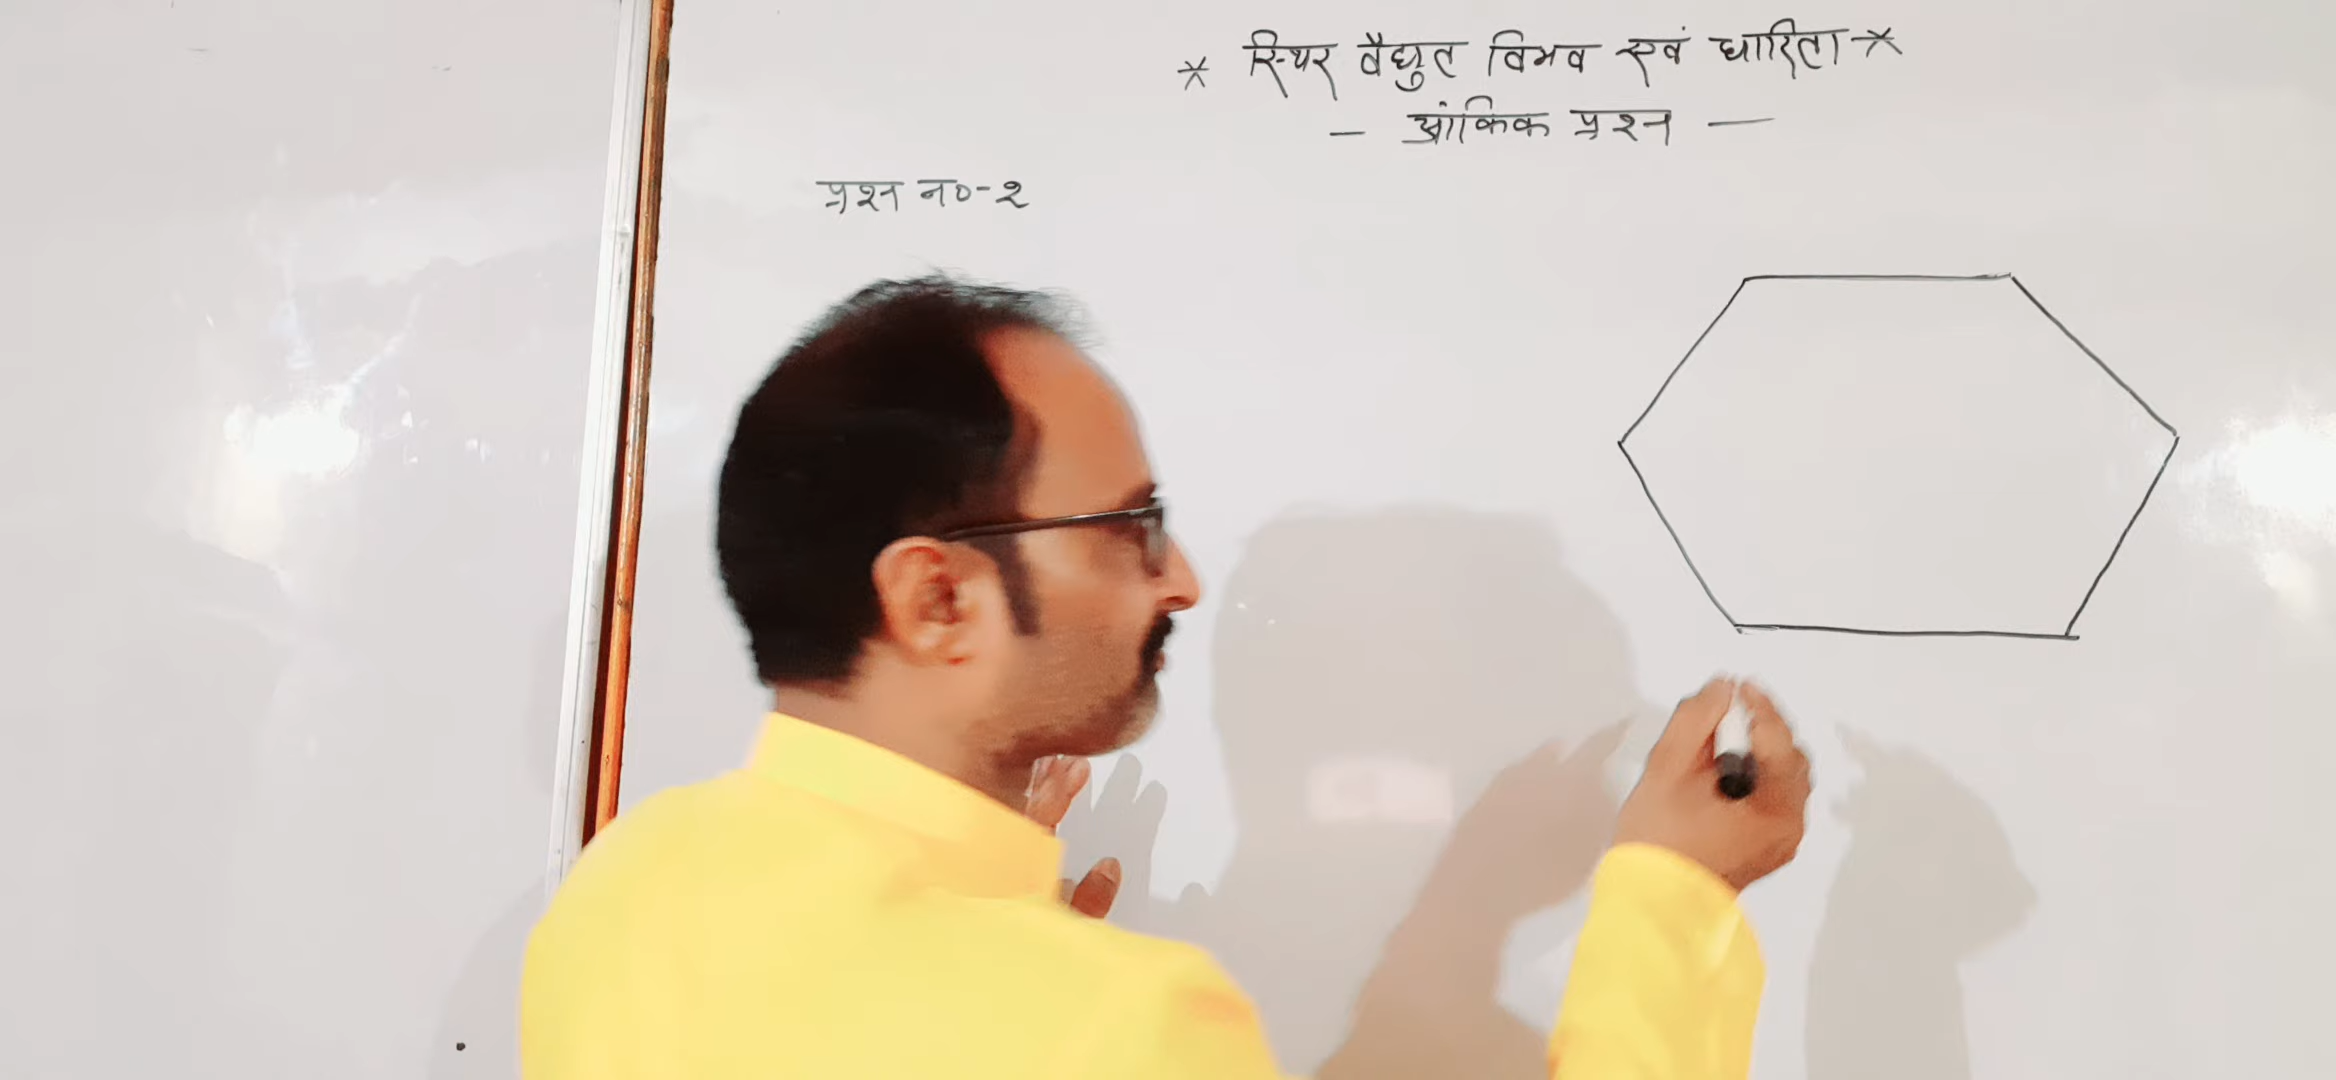 * स्थिर वैद्युत विभव एवं धारिता *
- आंकिक प्रश्न -
प्रश्न न०-२